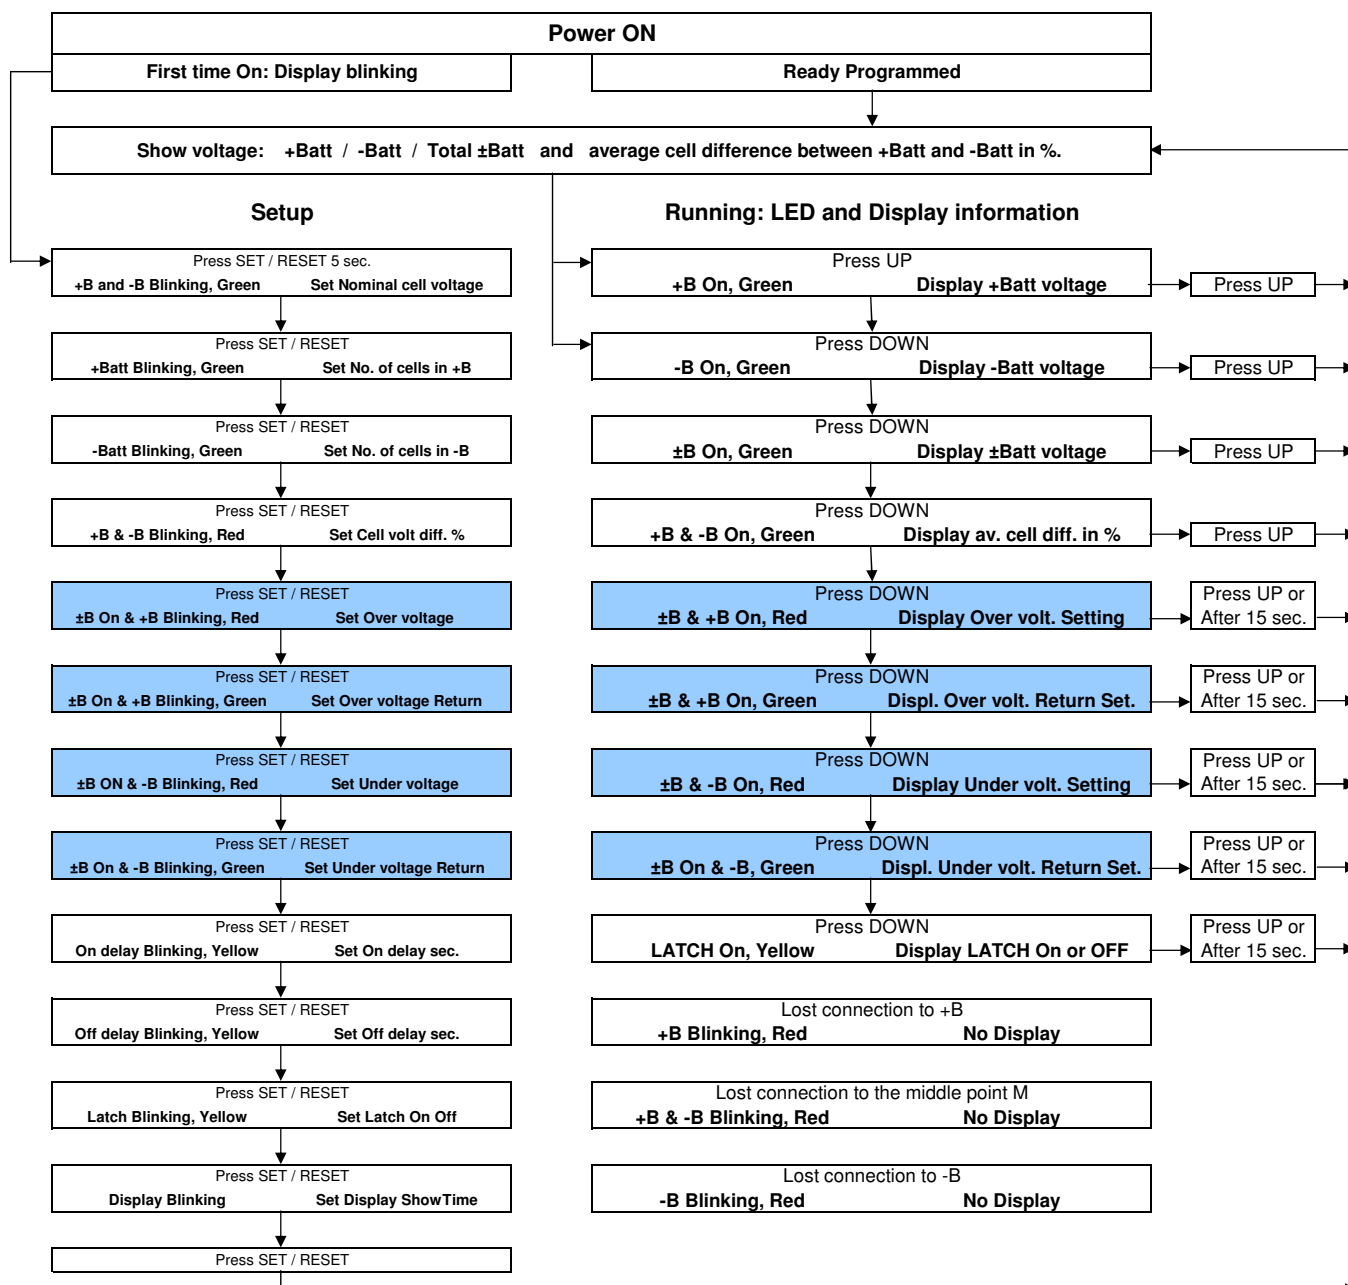 Power ON
First time On: Display blinking
Ready Programmed
Show voltage: +Batt / -Batt / Total ±Batt and average cell difference between +Batt and -Batt in %.
Setup
Running: LED and Display information
Press SET / RESET 5 sec.
+B and -B Blinking, Green Set Nominal cell voltage
Press UP
+B On, Green Display +Batt voltage
Press UP
Press SET / RESET
+Batt Blinking, Green Set No. of cells in +B
Press DOWN
-B On, Green Display -Batt voltage
Press UP
Press SET / RESET
-Batt Blinking, Green Set No. of cells in -B
Press DOWN
±B On, Green Display ±Batt voltage
Press UP
Press SET / RESET
+B & -B Blinking, Red Set Cell volt diff. %
Press DOWN
+B & -B On, Green Display av. cell diff. in %
Press UP
Press SET / RESET
±B On & +B Blinking, Red Set Over voltage
Press DOWN
±B & +B On, Red Display Over volt. Setting
Press UP or
After 15 sec.
Press SET / RESET
±B On & +B Blinking, Green Set Over voltage Return
Press DOWN
±B & +B On, Green Displ. Over volt. Return Set.
Press UP or
After 15 sec.
Press SET / RESET
±B ON & -B Blinking, Red Set Under voltage
Press DOWN
±B & -B On, Red Display Under volt. Setting
Press UP or
After 15 sec.
Press SET / RESET
±B On & -B Blinking, Green Set Under voltage Return
Press DOWN
±B On & -B, Green Displ. Under volt. Return Set.
Press UP or
After 15 sec.
Press SET / RESET
On delay Blinking, Yellow Set On delay sec.
Press DOWN
LATCH On, Yellow Display LATCH On or OFF
Press UP or
After 15 sec.
Press SET / RESET
Off delay Blinking, Yellow Set Off delay sec.
Lost connection to +B
+B Blinking, Red No Display
Press SET / RESET
Latch Blinking, Yellow Set Latch On Off
Lost connection to the middle point M
+B & -B Blinking, Red No Display
Press SET / RESET
Display Blinking Set Display ShowTime
Lost connection to -B
-B Blinking, Red No Display
Press SET / RESET